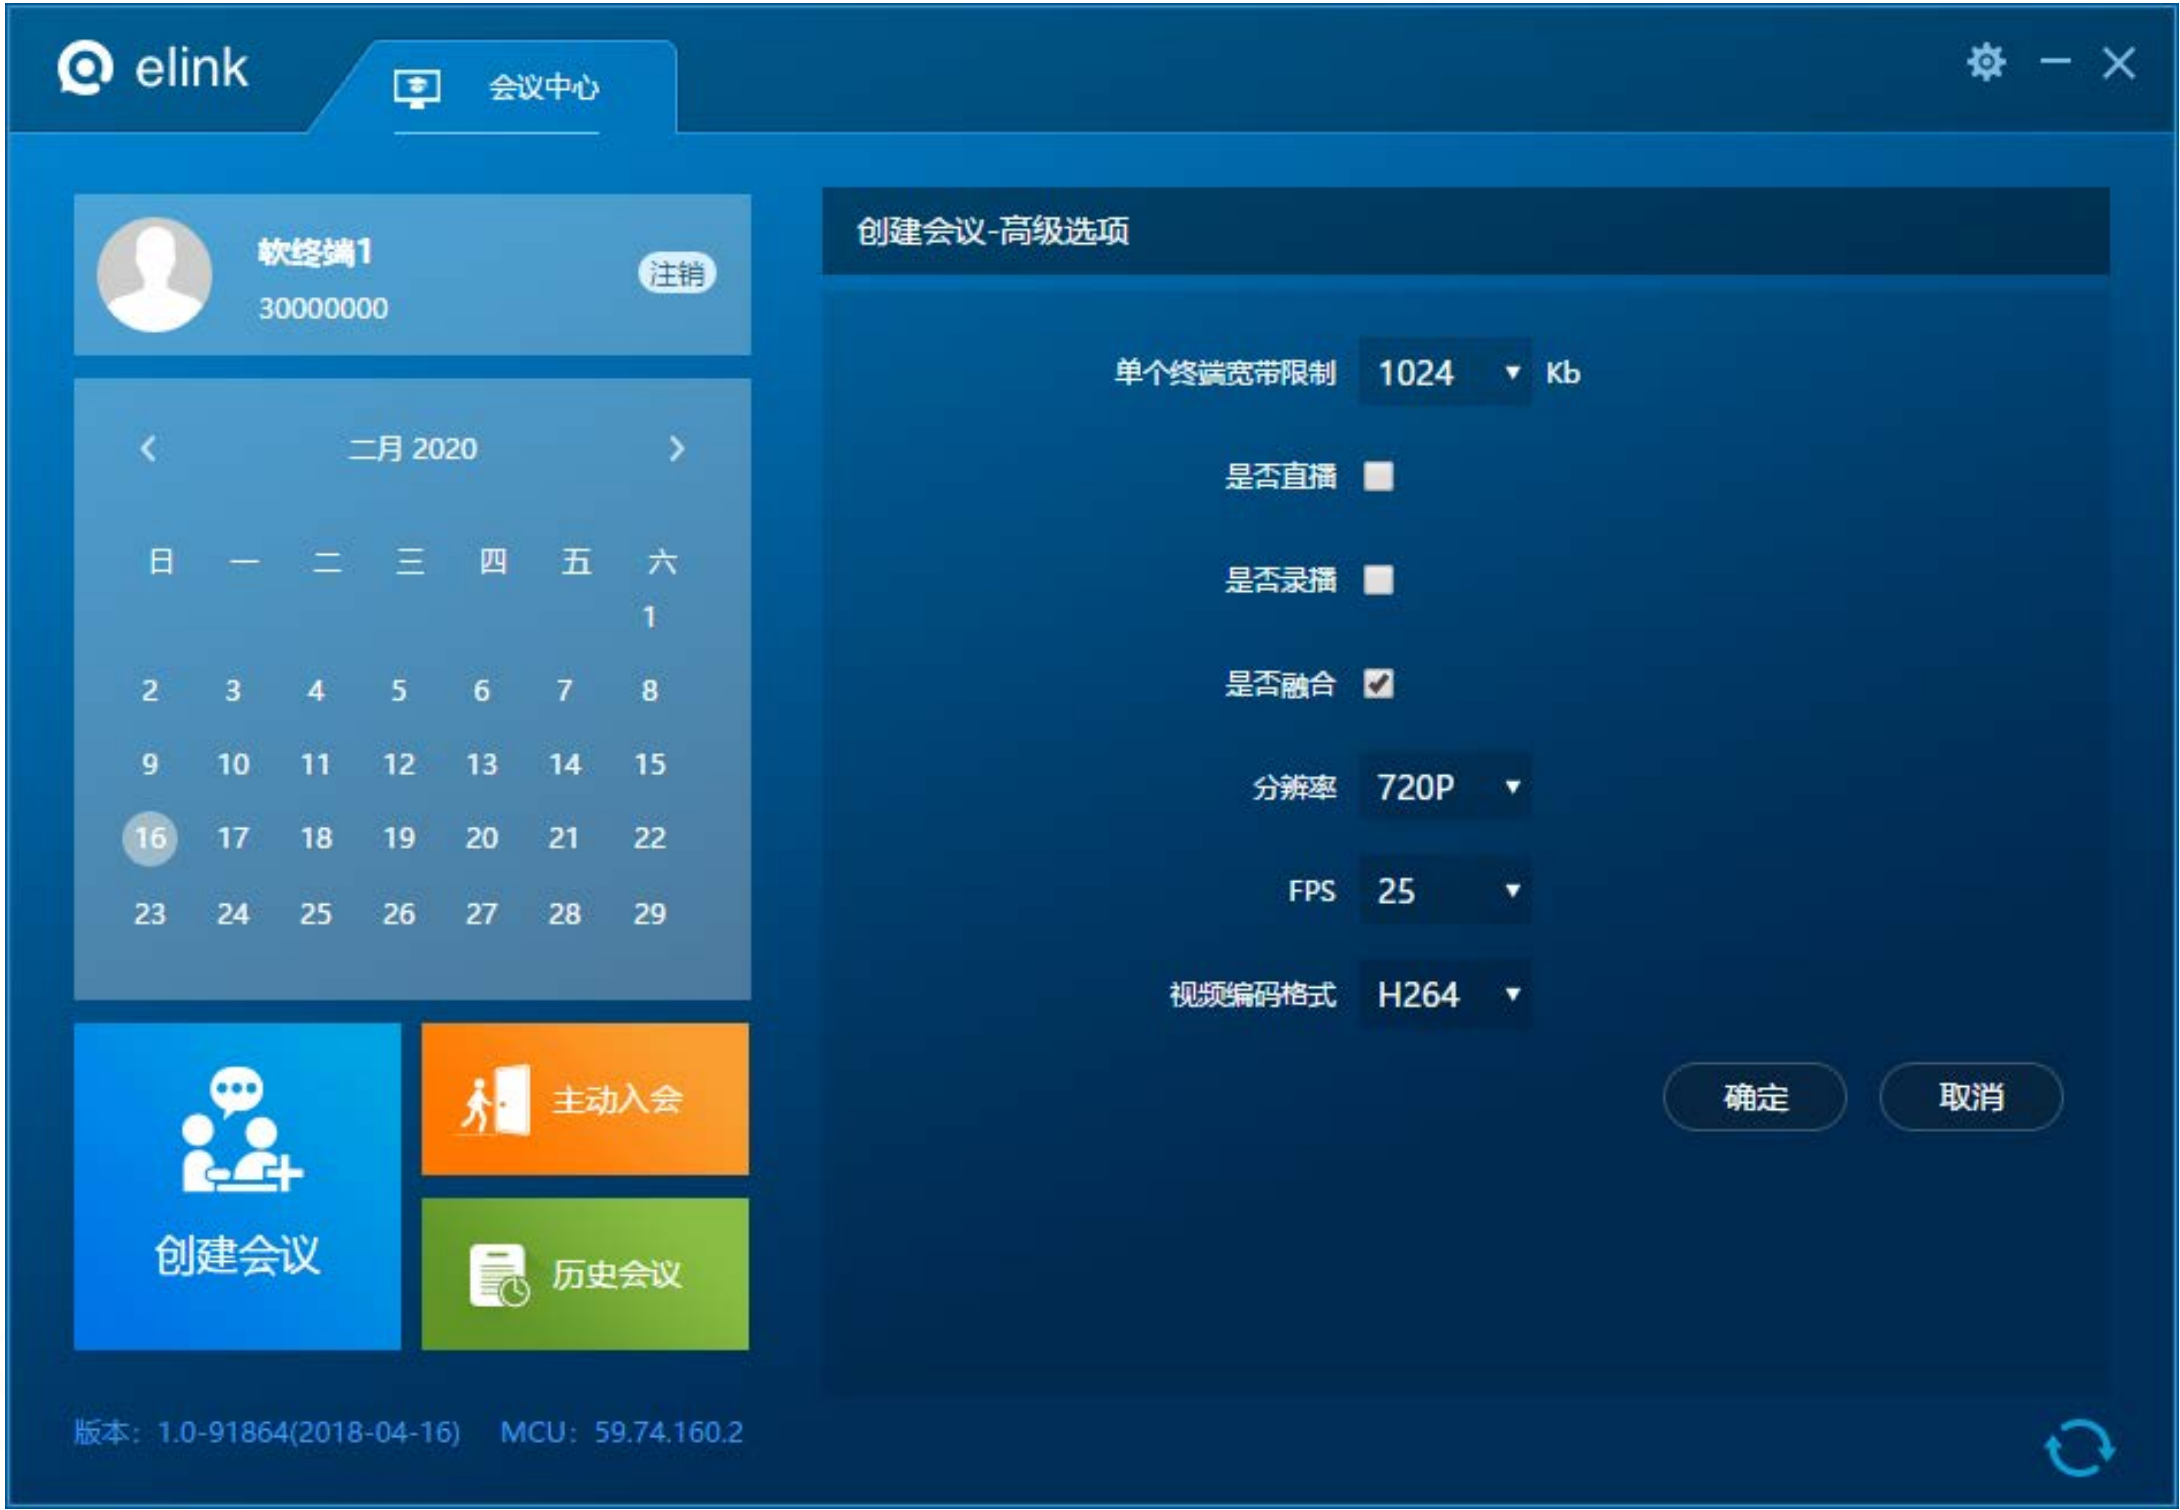 elink
会议中心
软终端1
30000000
注销
二月 2020
日 一 二 三 四 五 六
1
2 3 4 5 6 7 8
9 10 11 12 13 14 15
16 17 18 19 20 21 22
23 24 25 26 27 28 29
创建会议
主动入会
历史会议
版本：1.0-91864(2018-04-16) MCU：59.74.160.2
创建会议-高级选项
单个终端宽带限制 1024 Kb
是否直播
是否录播
是否融合
分辨率 720P
FPS 25
视频编码格式 H264
确定 取消